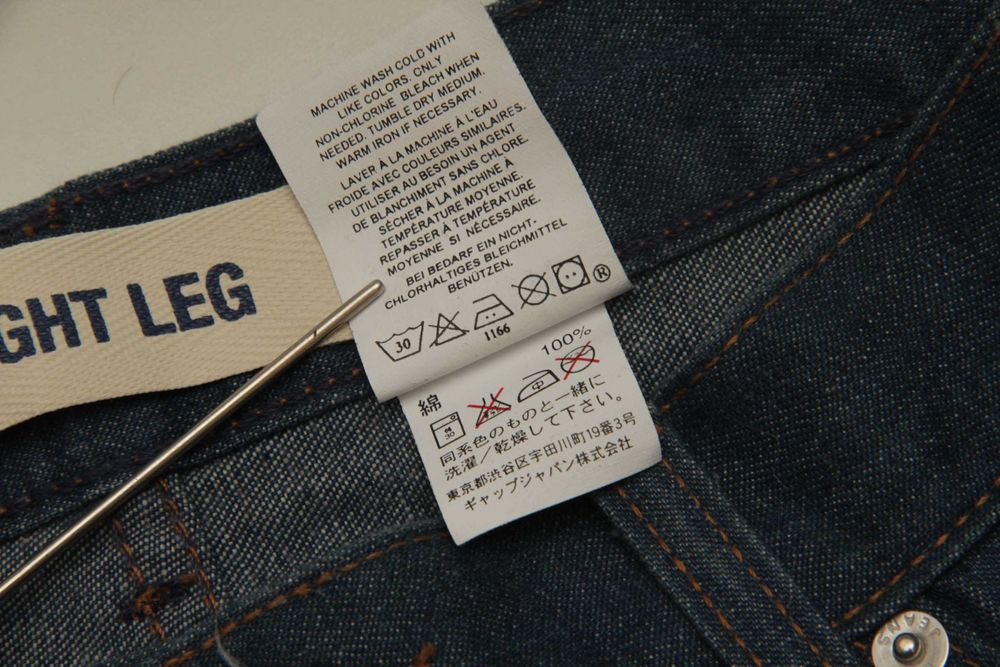 MACHINE WASH COLD WITH
LIKE COLORS. ONLY
NON-CHLORINE BLEACH WHEN
NEEDED. TUMBLE DRY MEDIUM.
WARM IRON IF NECESSARY.
LAVER À LA MACHINE À L'EAU
FROIDE AVEC COULEURS SIMILAIRES.
UTILISER AU BESOIN UN AGENT
DE BLANCHIMENT SANS CHLORE.
SÉCHER À LA MACHINE À
TEMPÉRATURE MOYENNE.
REPASSER À TEMPÉRATURE
MOYENNE SI NÉCESSAIRE.
BEI BEDARF EIN NICHT-
CHLORHALTIGES BLEICHMITTEL
BENÜTZEN.
30 ®
1166
GHT LEG
綿 100%
30 中
同系色のものと一緒に
洗濯/乾燥して下さい。
東京都渋谷区宇田川町19番3号
ギャップジャパン株式会社
JEANS